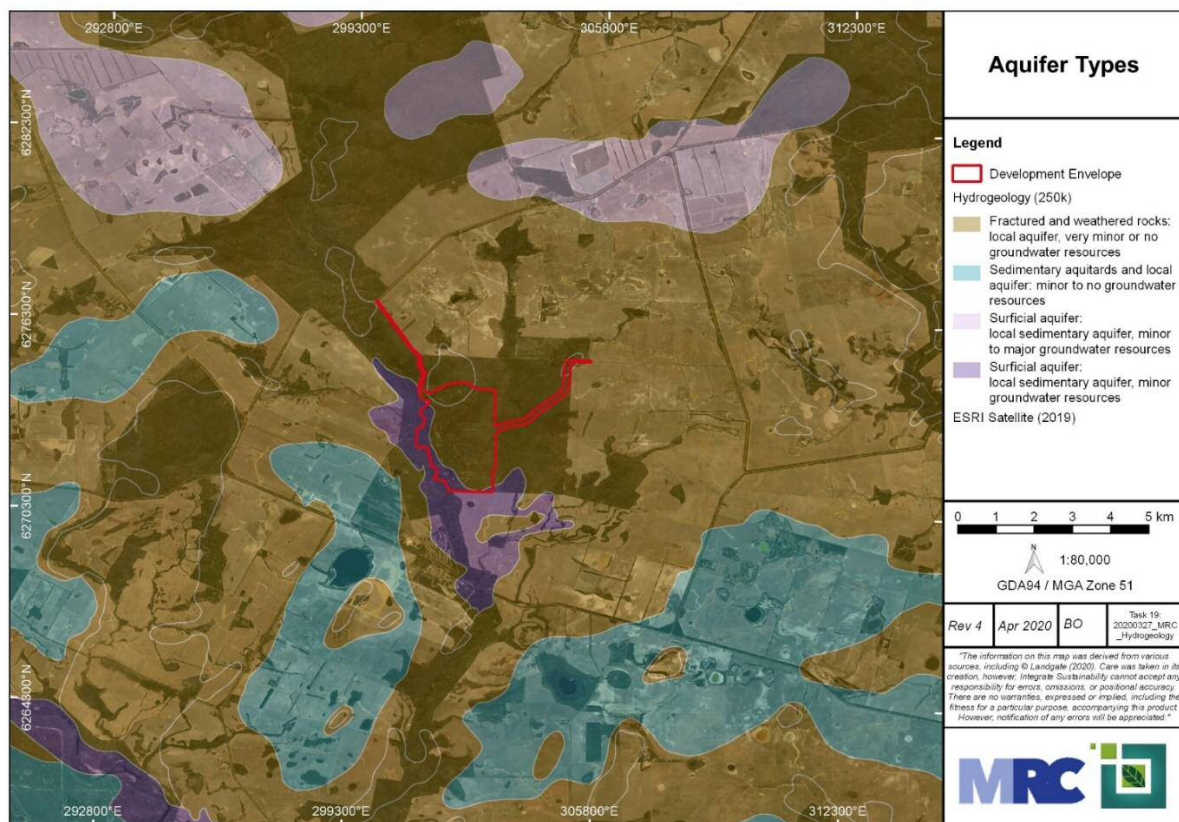 292800°E
299300°E
305800°E
312300°E
6282300°N
6276300°N
6270300°N
6264300°N
292800°E
299300°E
305800°E
312300°E
Aquifer Types
Legend
Development Envelope
Hydrogeology (250k)
Fractured and weathered rocks:
local aquifer, very minor or no
groundwater resources
Sedimentary aquitards and local
aquifer: minor to no groundwater
resources
Surficial aquifer:
local sedimentary aquifer, minor
to major groundwater resources
Surficial aquifer:
local sedimentary aquifer, minor
groundwater resources
ESRI Satellite (2019)
0 1 2 3 4 5 km
N
1:80,000
GDA94 / MGA Zone 51
Rev 4
Apr 2020
BO
Task 19:
20200327_MRC
_Hydrogeology
"The information on this map was derived from various
sources, including © Landgate (2020). Care was taken in its
creation, however, Integrate Sustainability cannot accept any
responsibility for errors, omissions, or positional accuracy.
There are no warranties, expressed or implied, including the
fitness for a particular purpose, accompanying this product.
However, notification of any errors will be appreciated."
MRC